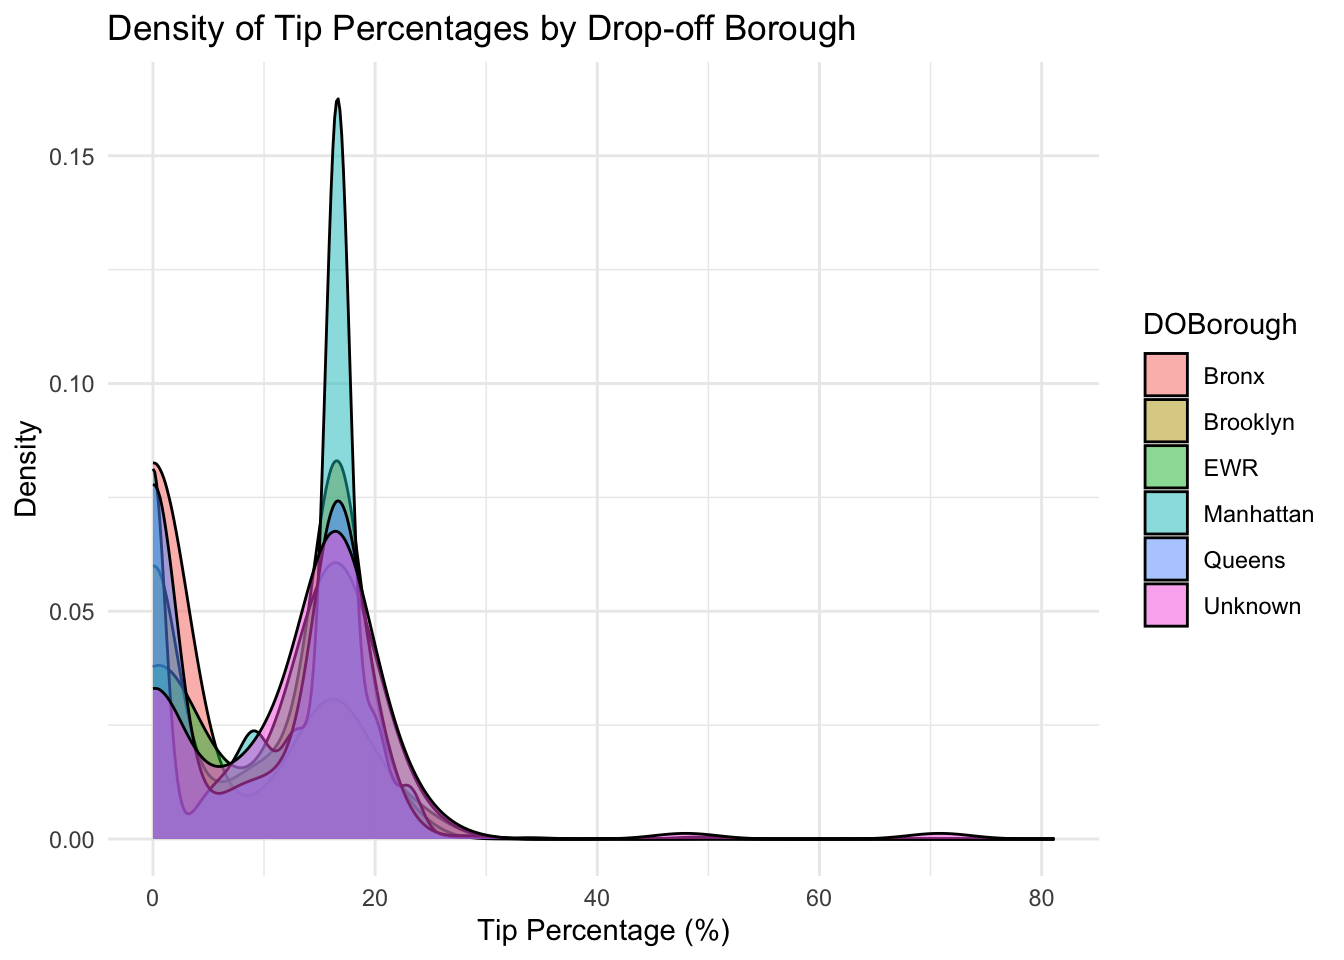 Density of Tip Percentages by Drop-off Borough
0.15
0.10
0.05
0.00
Density
0 20 40 60 80
Tip Percentage (%)
DOBorough
Bronx
Brooklyn
EWR
Manhattan
Queens
Unknown